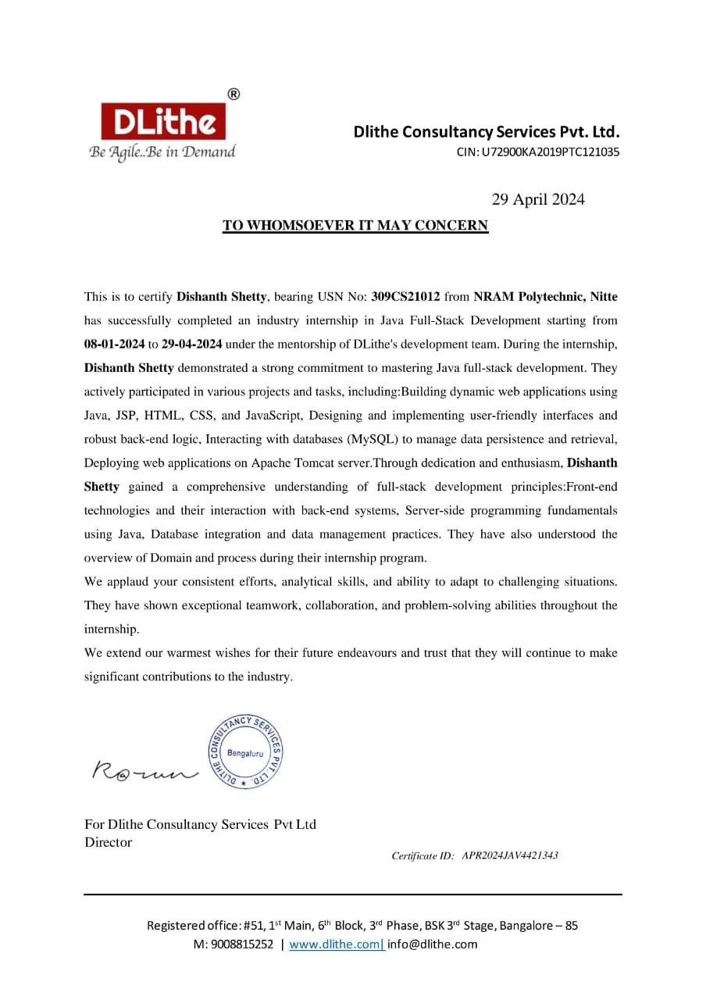 ®
DLithe
Be Agile..Be in Demand
Dlithe Consultancy Services Pvt. Ltd.
CIN: U72900KA2019PTC121035
29 April 2024
TO WHOMSOEVER IT MAY CONCERN
This is to certify Dishanth Shetty, bearing USN No: 309CS21012 from NRAM Polytechnic, Nitte
has successfully completed an industry internship in Java Full-Stack Development starting from
08-01-2024 to 29-04-2024 under the mentorship of DLithe's development team. During the internship,
Dishanth Shetty demonstrated a strong commitment to mastering Java full-stack development. They
actively participated in various projects and tasks, including:Building dynamic web applications using
Java, JSP, HTML, CSS, and JavaScript, Designing and implementing user-friendly interfaces and
robust back-end logic, Interacting with databases (MySQL) to manage data persistence and retrieval,
Deploying web applications on Apache Tomcat server.Through dedication and enthusiasm, Dishanth
Shetty gained a comprehensive understanding of full-stack development principles:Front-end
technologies and their interaction with back-end systems, Server-side programming fundamentals
using Java, Database integration and data management practices. They have also understood the
overview of Domain and process during their internship program.
We applaud your consistent efforts, analytical skills, and ability to adapt to challenging situations.
They have shown exceptional teamwork, collaboration, and problem-solving abilities throughout the
internship.
We extend our warmest wishes for their future endeavours and trust that they will continue to make
significant contributions to the industry.
DLITHE CONSULTANCY SERVICES PVT. LTD. ★
Bengaluru
For Dlithe Consultancy Services Pvt Ltd
Director
Certificate ID: APR2024JAV4421343
Registered office: #51, 1st Main, 6th Block, 3rd Phase, BSK 3rd Stage, Bangalore – 85
M: 9008815252 | www.dlithe.com| info@dlithe.com